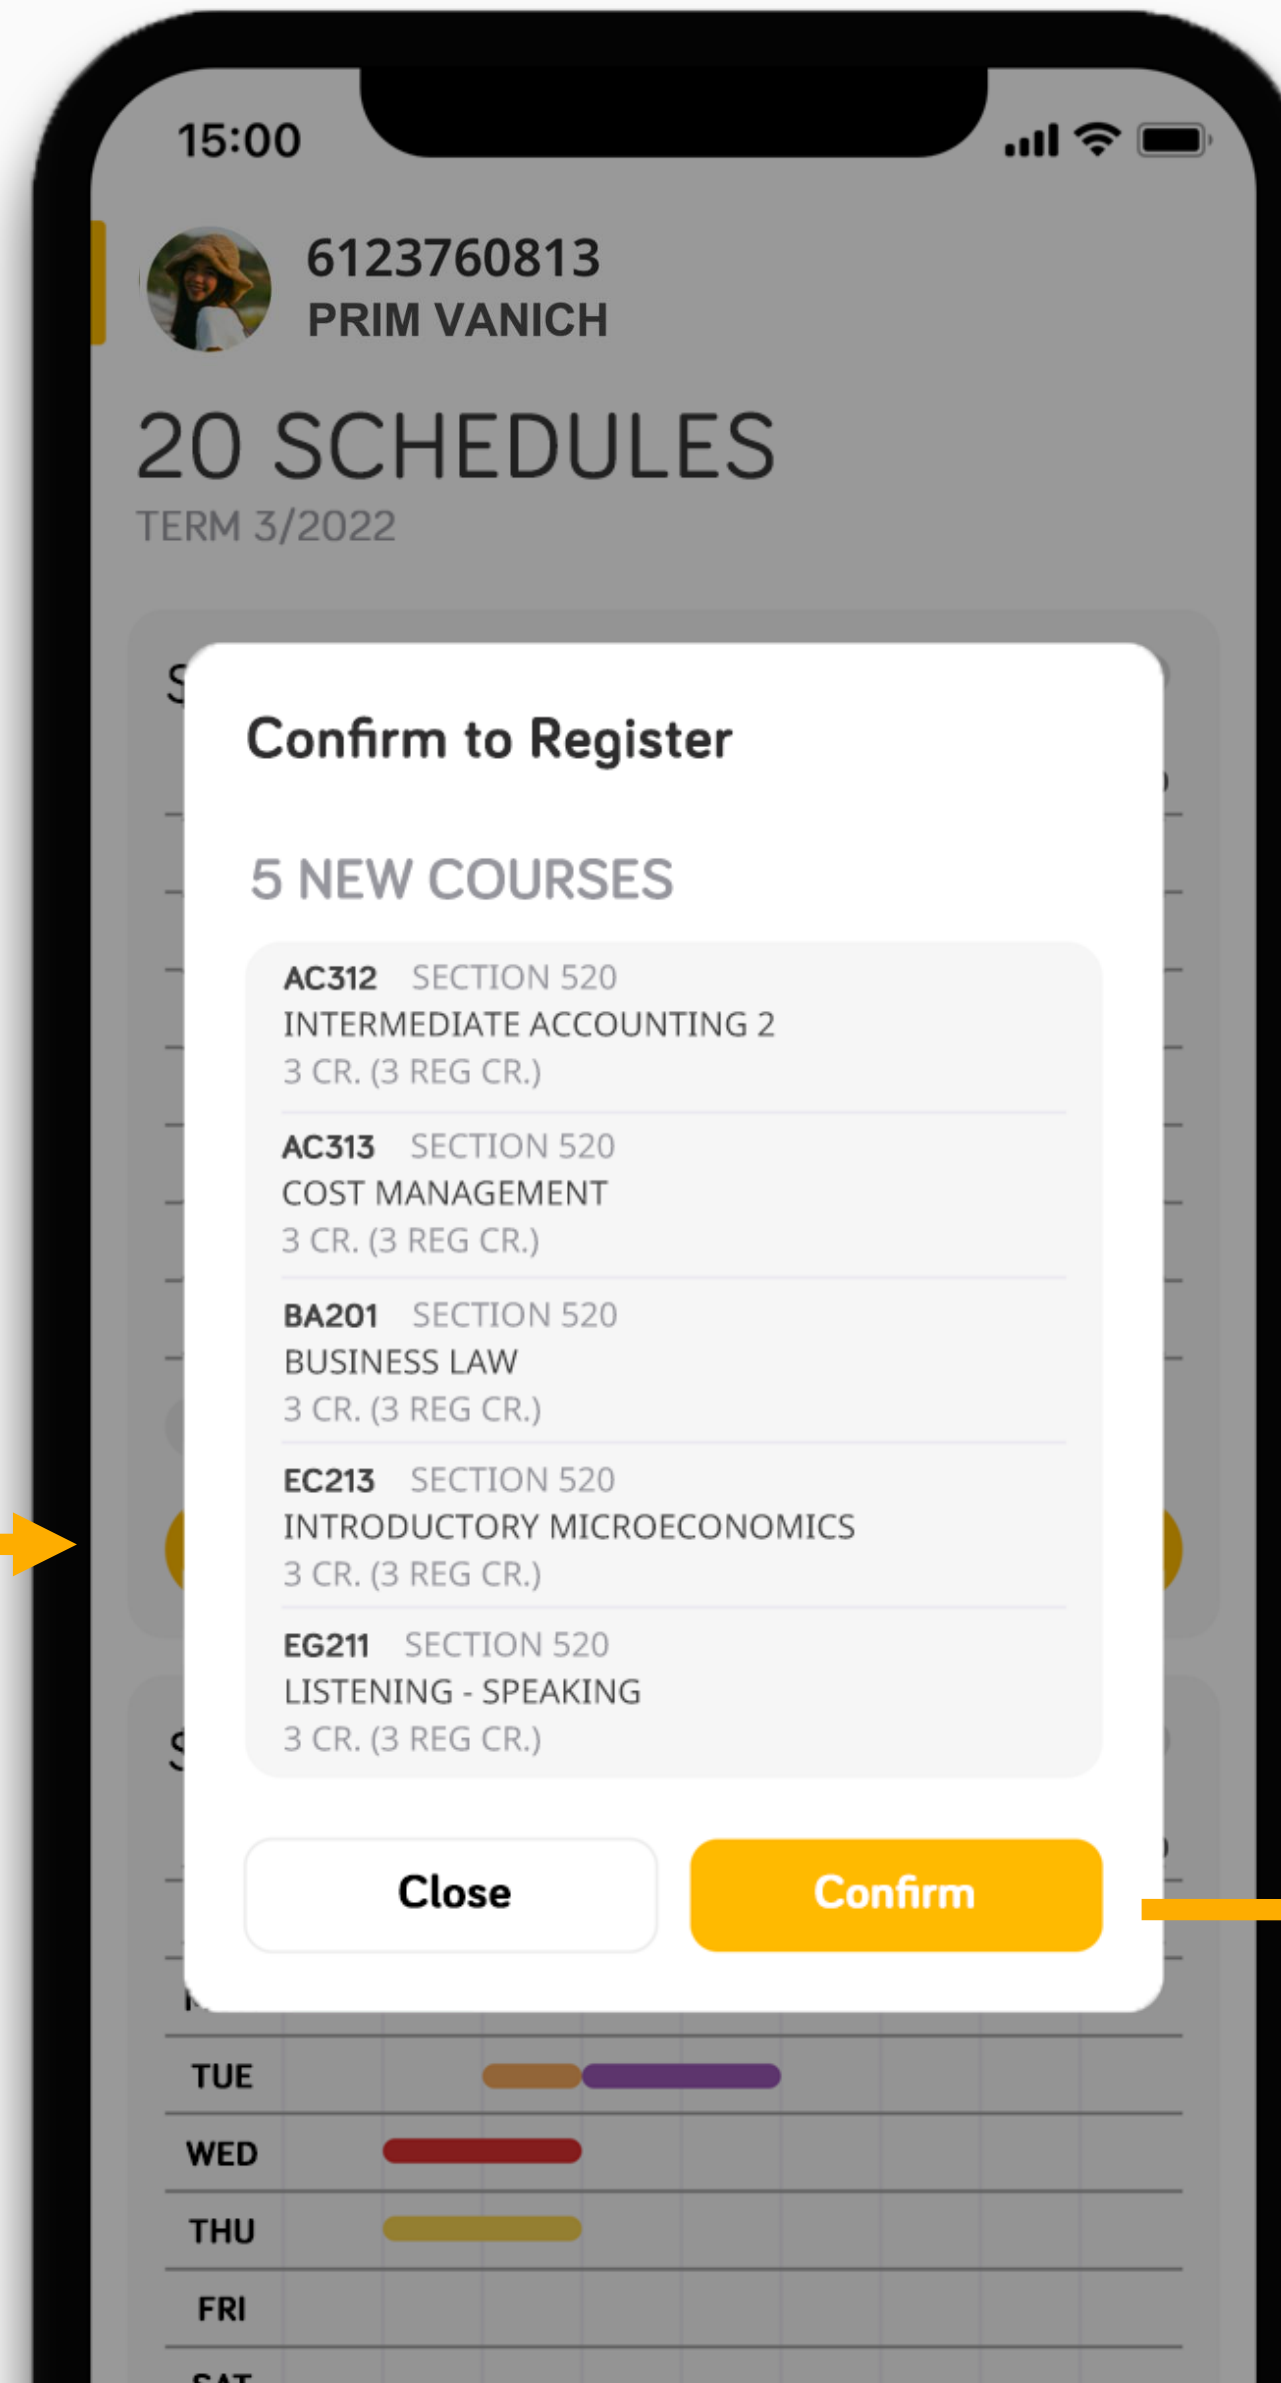 15:00
6123760813
PRIM VANICH
20 SCHEDULES
TERM 3/2022
Confirm to Register
5 NEW COURSES
AC312 SECTION 520
INTERMEDIATE ACCOUNTING 2
3 CR. (3 REG CR.)
AC313 SECTION 520
COST MANAGEMENT
3 CR. (3 REG CR.)
BA201 SECTION 520
BUSINESS LAW
3 CR. (3 REG CR.)
EC213 SECTION 520
INTRODUCTORY MICROECONOMICS
3 CR. (3 REG CR.)
EG211 SECTION 520
LISTENING - SPEAKING
3 CR. (3 REG CR.)
Close Confirm
TUE
WED
THU
FRI
SAT